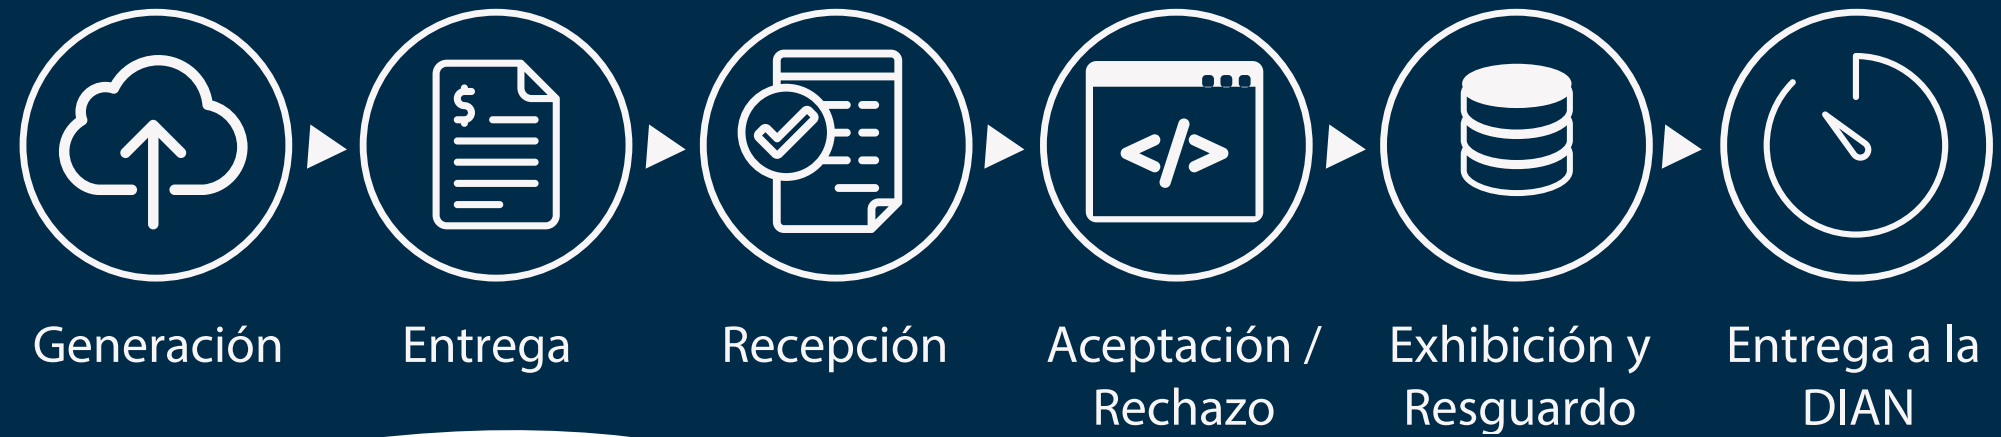 $
</>
Generación
Entrega
Recepción
Aceptación /
Rechazo
Exhibición y
Resguardo
Entrega a la
DIAN